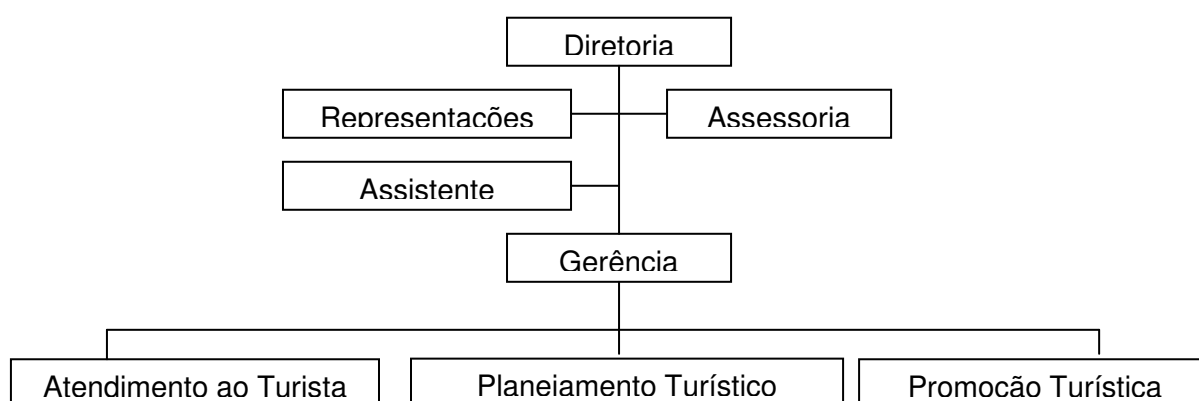 Diretoria
Representações Assessoria
Assistente
Gerência
Atendimento ao Turista Planejamento Turístico Promoção Turística